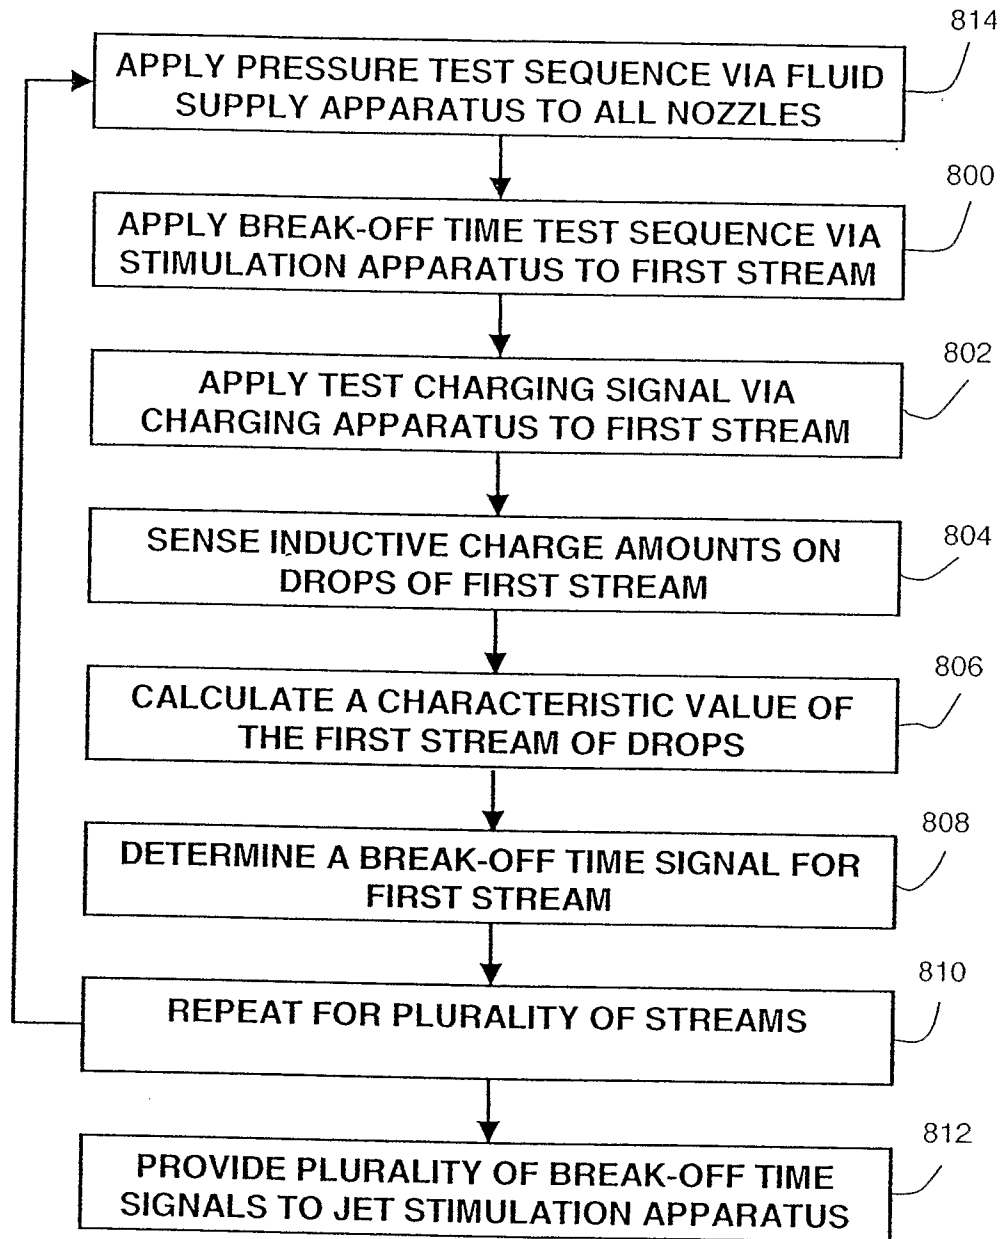 814
APPLY PRESSURE TEST SEQUENCE VIA FLUID
SUPPLY APPARATUS TO ALL NOZZLES
800
APPLY BREAK-OFF TIME TEST SEQUENCE VIA
STIMULATION APPARATUS TO FIRST STREAM
802
APPLY TEST CHARGING SIGNAL VIA
CHARGING APPARATUS TO FIRST STREAM
804
SENSE INDUCTIVE CHARGE AMOUNTS ON
DROPS OF FIRST STREAM
806
CALCULATE A CHARACTERISTIC VALUE OF
THE FIRST STREAM OF DROPS
808
DETERMINE A BREAK-OFF TIME SIGNAL FOR
FIRST STREAM
810
REPEAT FOR PLURALITY OF STREAMS
812
PROVIDE PLURALITY OF BREAK-OFF TIME
SIGNALS TO JET STIMULATION APPARATUS